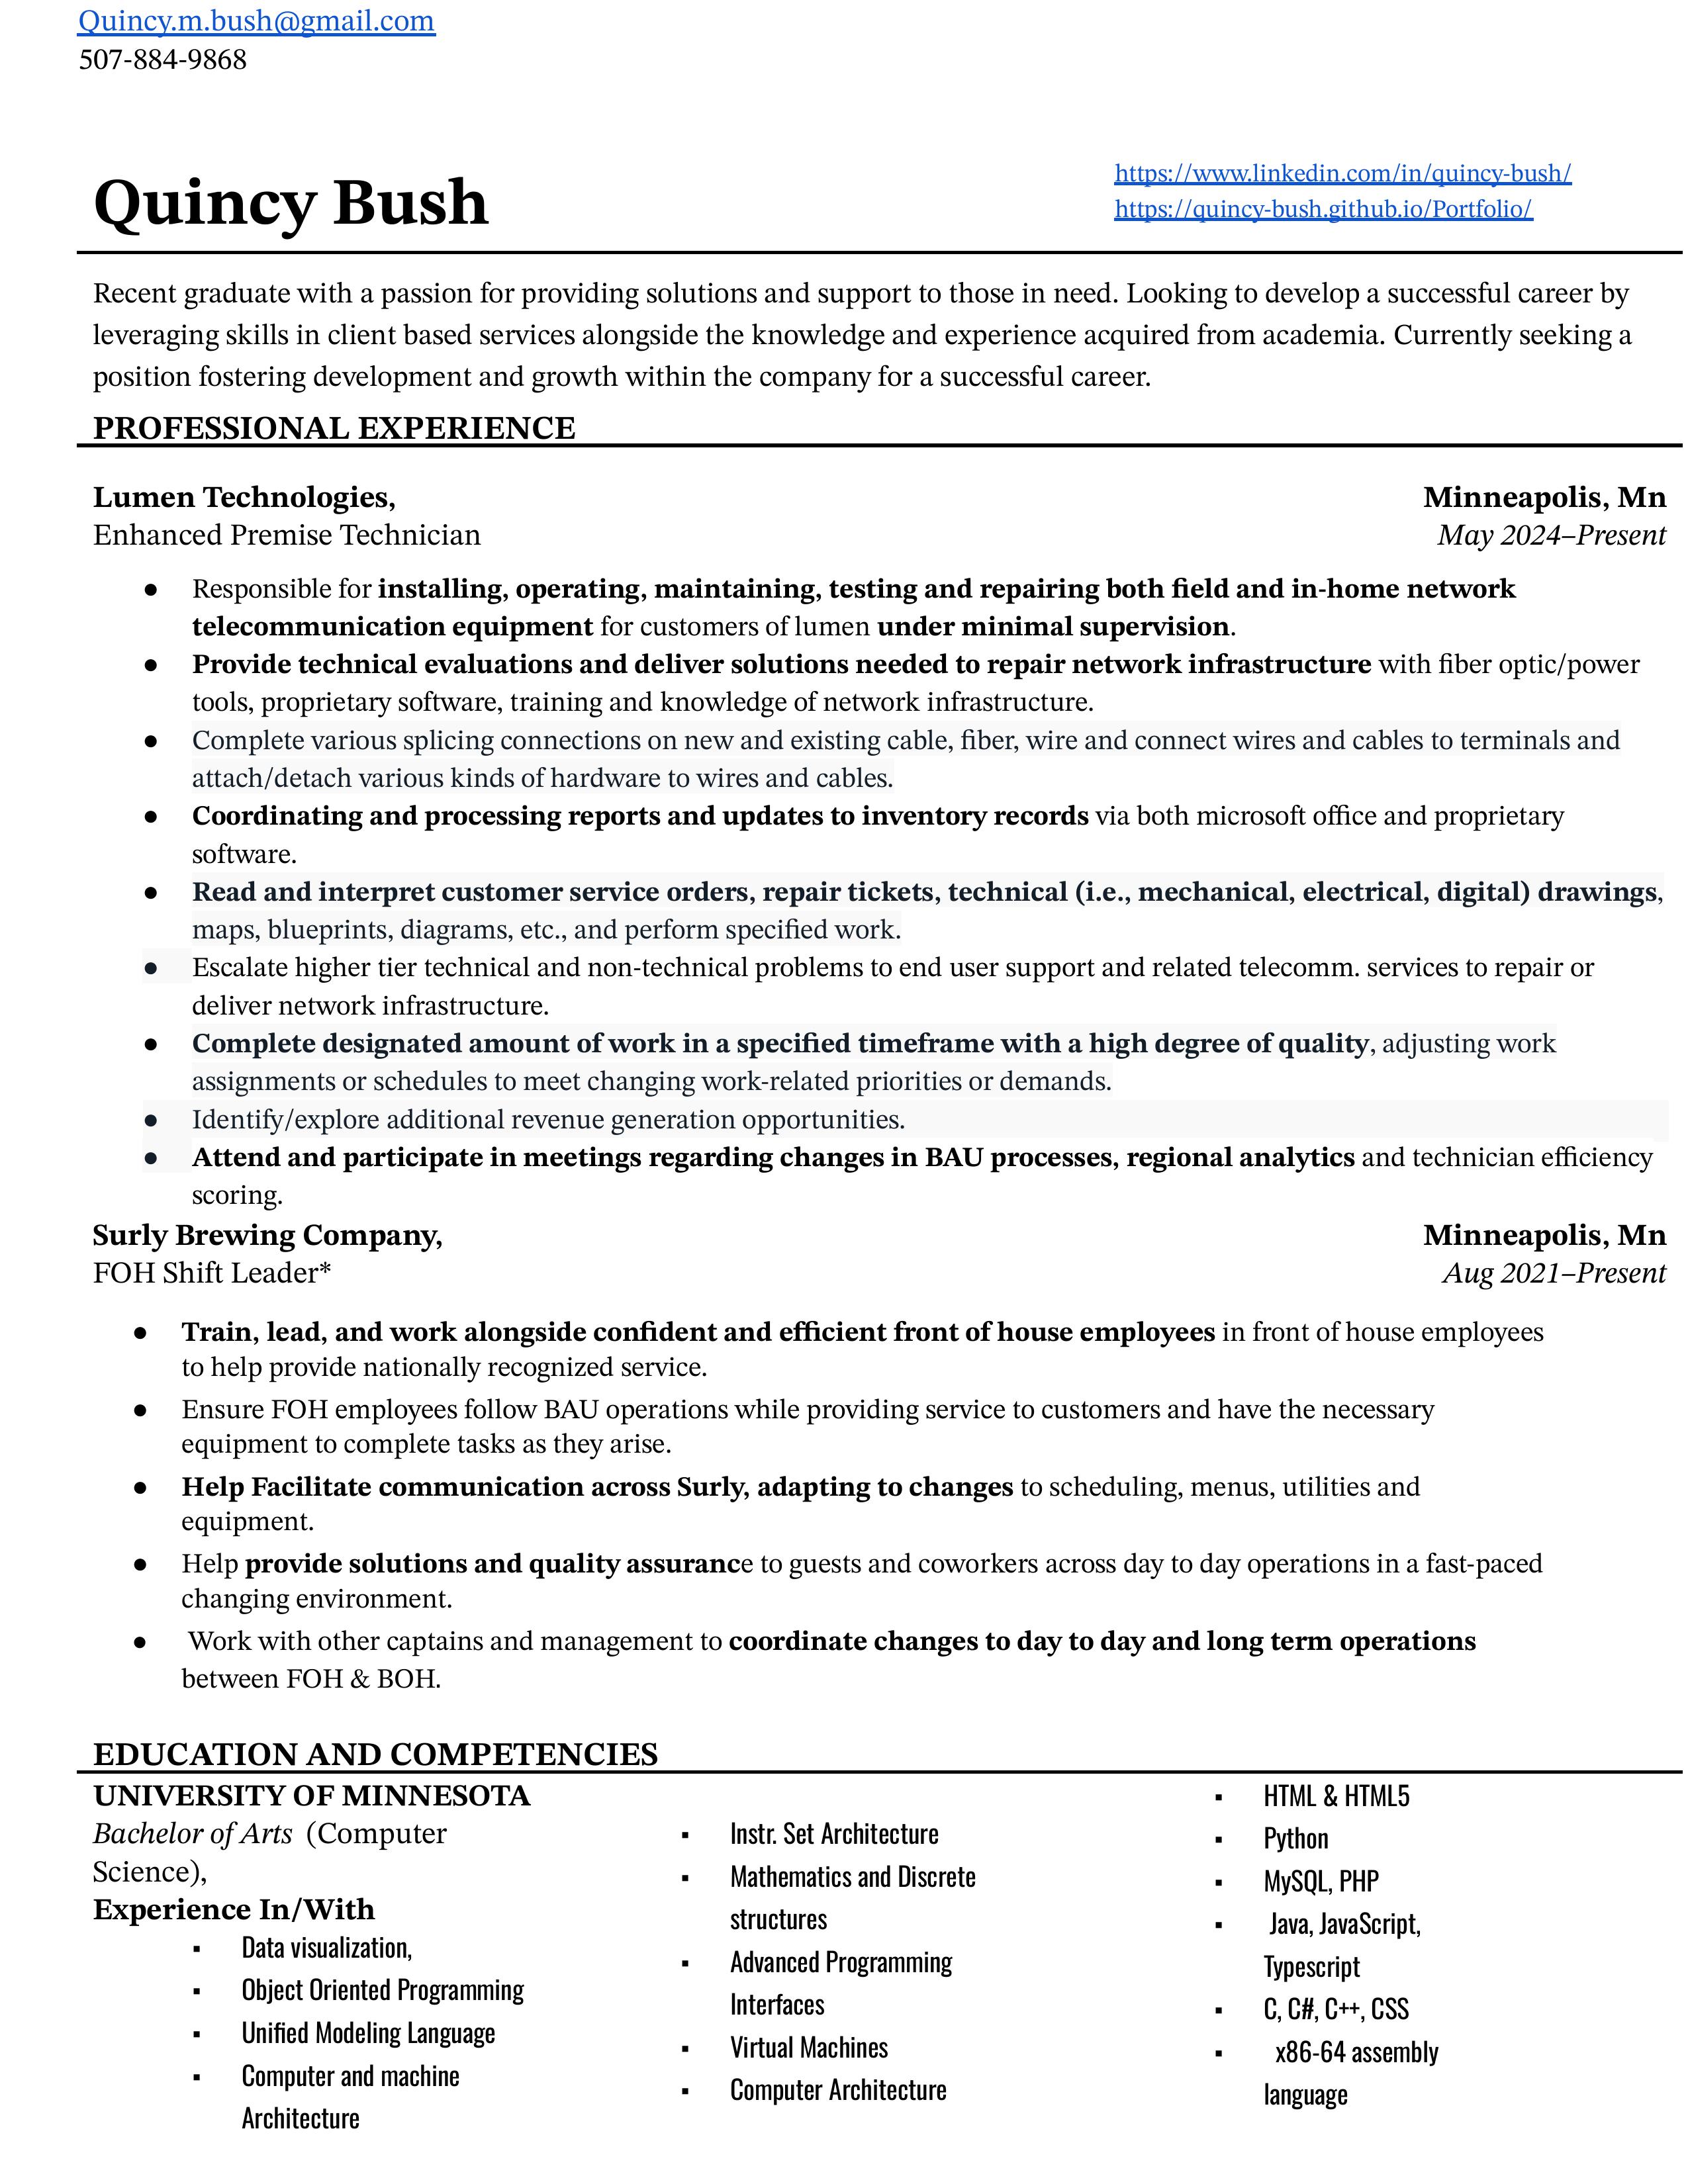 Quincy.m.bush@gmail.com
507-884-9868
Quincy Bush
https://www.linkedin.com/in/quincy-bush/
https://quincy-bush.github.io/Portfolio/
Recent graduate with a passion for providing solutions and support to those in need. Looking to develop a successful career by
leveraging skills in client based services alongside the knowledge and experience acquired from academia. Currently seeking a
position fostering development and growth within the company for a successful career.
PROFESSIONAL EXPERIENCE
Lumen Technologies, Minneapolis, Mn
Enhanced Premise Technician May 2024–Present
● Responsible for installing, operating, maintaining, testing and repairing both field and in-home network
telecommunication equipment for customers of lumen under minimal supervision.
● Provide technical evaluations and deliver solutions needed to repair network infrastructure with fiber optic/power
tools, proprietary software, training and knowledge of network infrastructure.
● Complete various splicing connections on new and existing cable, fiber, wire and connect wires and cables to terminals and
attach/detach various kinds of hardware to wires and cables.
● Coordinating and processing reports and updates to inventory records via both microsoft office and proprietary
software.
● Read and interpret customer service orders, repair tickets, technical (i.e., mechanical, electrical, digital) drawings,
maps, blueprints, diagrams, etc., and perform specified work.
● Escalate higher tier technical and non-technical problems to end user support and related telecomm. services to repair or
deliver network infrastructure.
● Complete designated amount of work in a specified timeframe with a high degree of quality, adjusting work
assignments or schedules to meet changing work-related priorities or demands.
● Identify/explore additional revenue generation opportunities.
● Attend and participate in meetings regarding changes in BAU processes, regional analytics and technician efficiency
scoring.
Surly Brewing Company, Minneapolis, Mn
FOH Shift Leader* Aug 2021–Present
● Train, lead, and work alongside confident and efficient front of house employees in front of house employees
to help provide nationally recognized service.
● Ensure FOH employees follow BAU operations while providing service to customers and have the necessary
equipment to complete tasks as they arise.
● Help Facilitate communication across Surly, adapting to changes to scheduling, menus, utilities and
equipment.
● Help provide solutions and quality assurance to guests and coworkers across day to day operations in a fast-paced
changing environment.
● Work with other captains and management to coordinate changes to day to day and long term operations
between FOH & BOH.
EDUCATION AND COMPETENCIES
UNIVERSITY OF MINNESOTA
Bachelor of Arts (Computer
Science),
Experience In/With
▪ Data visualization,
▪ Object Oriented Programming
▪ Unified Modeling Language
▪ Computer and machine
Architecture
▪ Instr. Set Architecture
▪ Mathematics and Discrete
structures
▪ Advanced Programming
Interfaces
▪ Virtual Machines
▪ Computer Architecture
▪ HTML & HTML5
▪ Python
▪ MySQL, PHP
▪ Java, JavaScript,
Typescript
▪ C, C#, C++, CSS
▪ x86-64 assembly
language